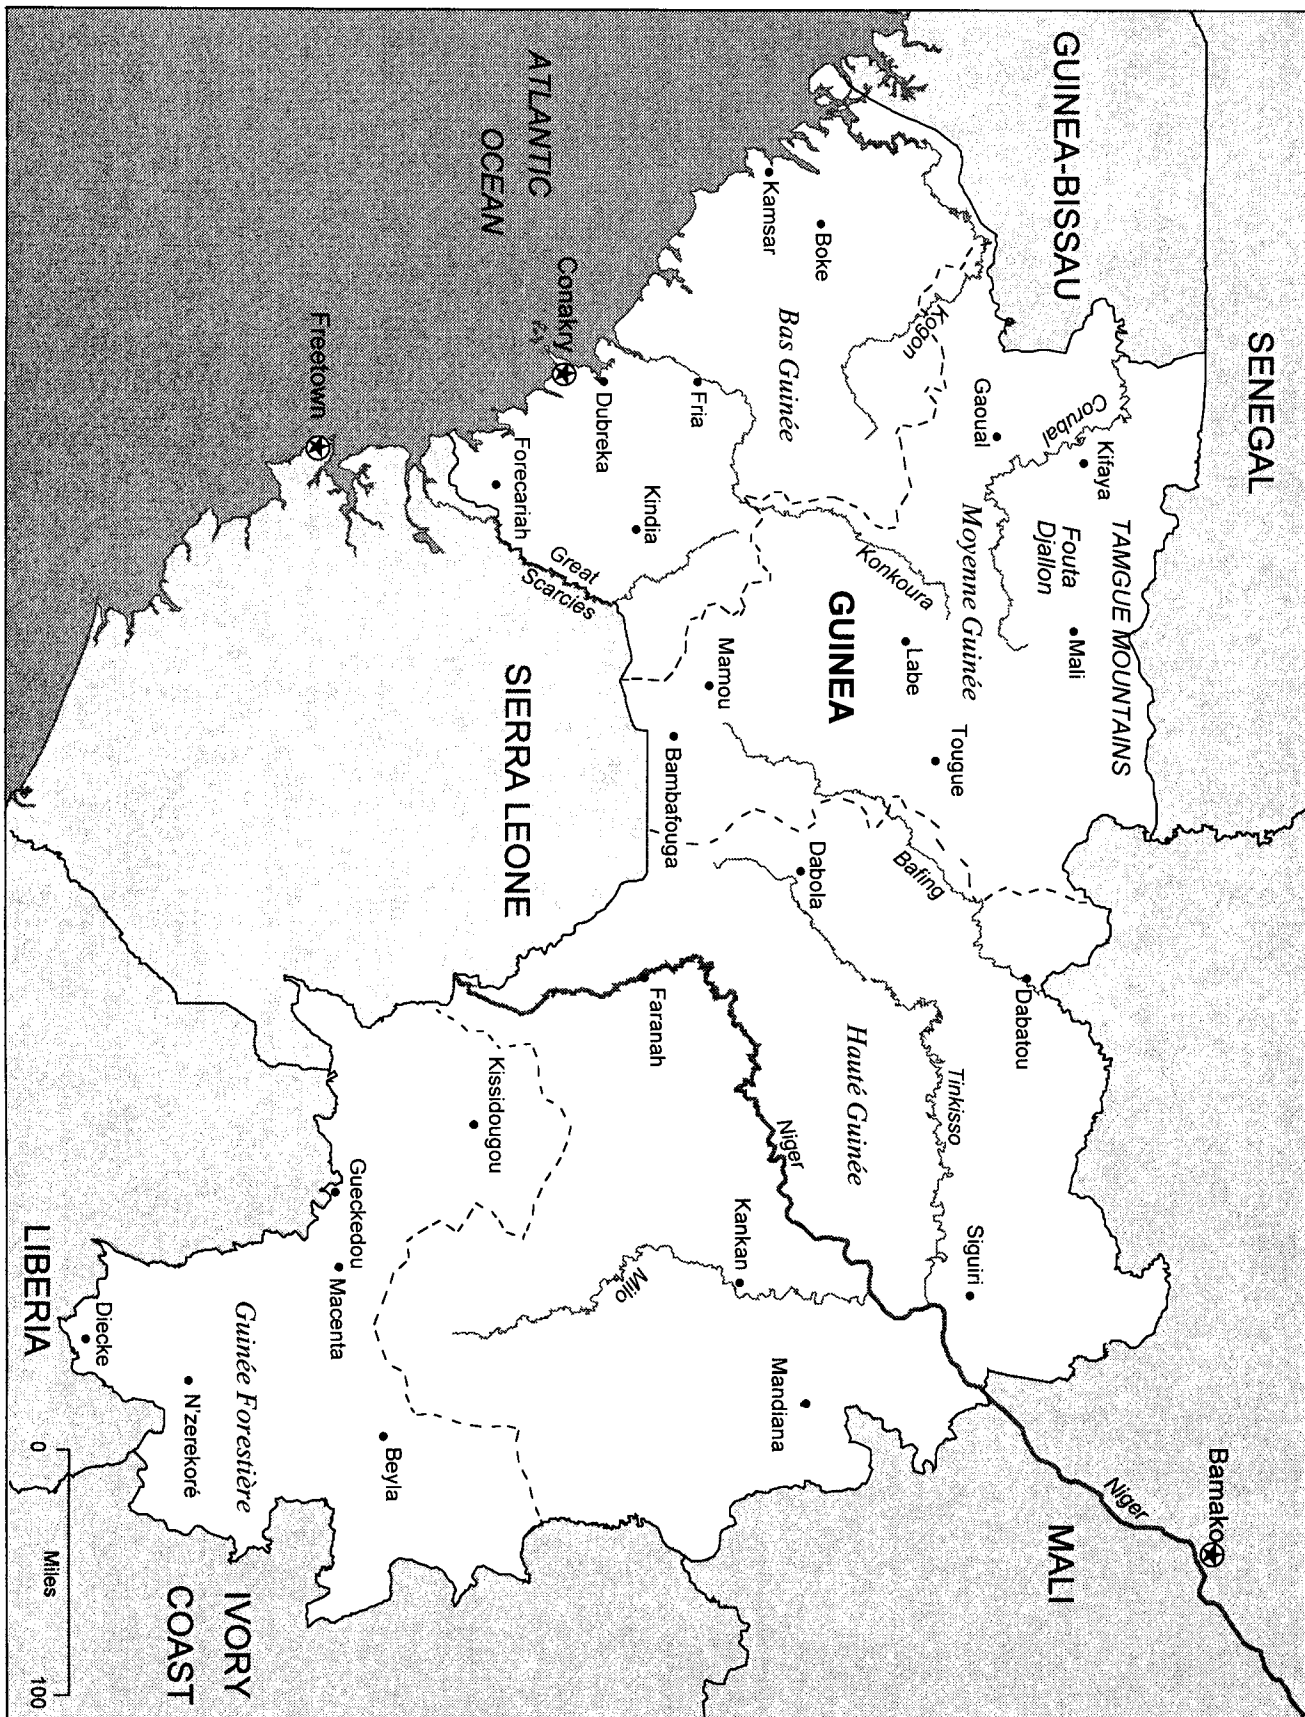 SENEGAL
Bamako
Niger
TAMGUE MOUNTAINS
Kifaya
Corubal
GUINEA-BISSAU
Fouta
Djallon
Mali
MALI
Dabatou
Gaoual
Moyenne Guinée
Siguiri
Tinkisso
Tougue
Kogon
Bafing
Labe
Konkoura
Hauté Guinée
GUINEA
Boke
Dabola
Bas Guinée
Niger
Mandiana
Kamsar
Kankan
Mamou
Fria
Bambafouga
Faranah
Kindia
Milo
Dubreka
Great
Scarcies
Conakry
ATLANTIC
OCEAN
Forecariah
SIERRA LEONE
Kissidougou
Beyla
Gueckedou
Macenta
Freetown
Guinée Forestière
IVORY
COAST
N'zerekoré
Diecke
LIBERIA
0 100
Miles